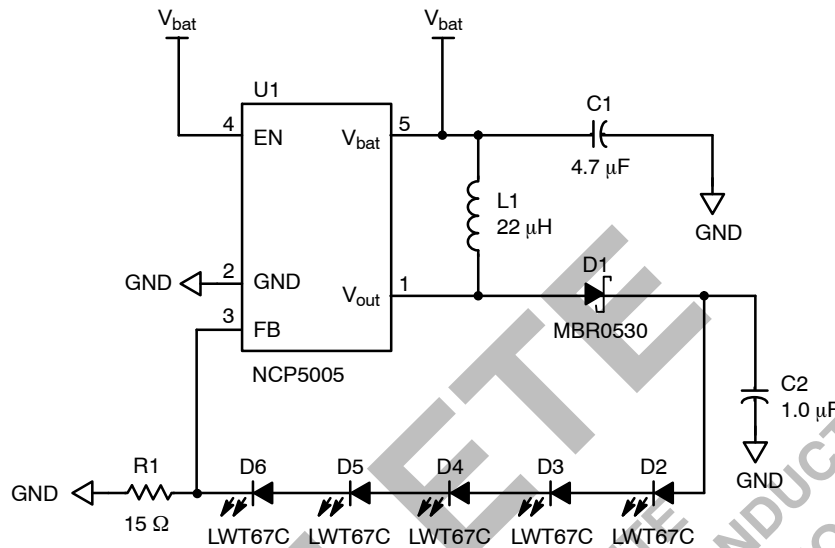 Vbat
Vbat
U1
C1
4
EN
Vbat
5
4.7 μF
L1
22 μH
GND
GND
2
GND
Vout
1
D1
3
FB
MBR0530
NCP5005
C2
1.0 μF
GND
R1
D6
D5
D4
D3
D2
GND
15 Ω
LWT67C
LWT67C
LWT67C
LWT67C
LWT67C